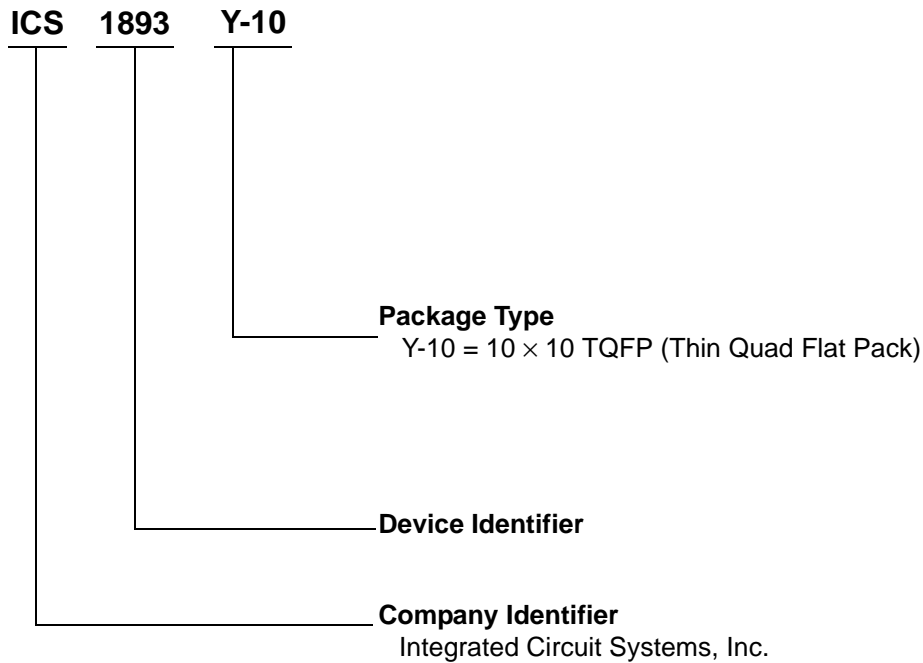 ICS 1893 Y-10
Package Type
Y-10 = 10 × 10 TQFP (Thin Quad Flat Pack)
Device Identifier
Company Identifier
Integrated Circuit Systems, Inc.